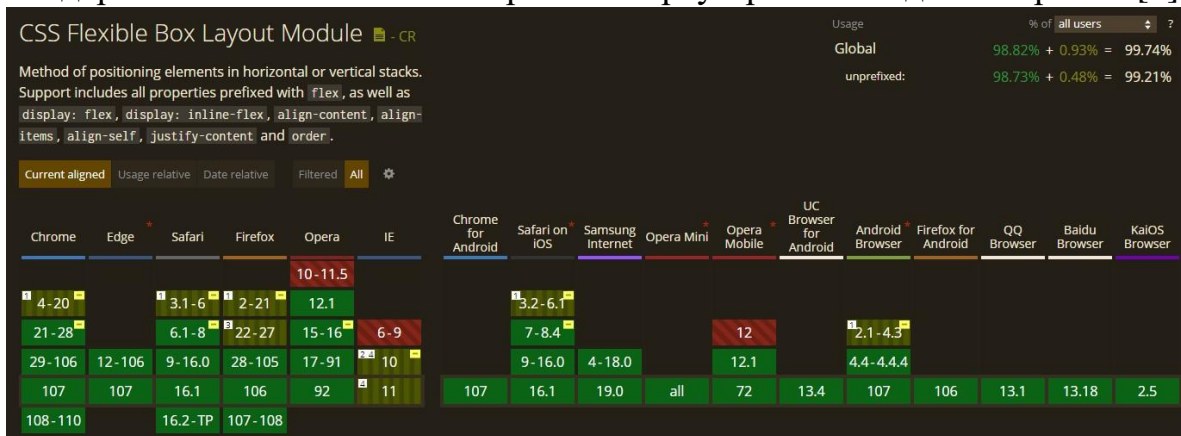 CSS Flexible Box Layout Module - CR
Usage % of all users ?
Global 98.82% + 0.93% = 99.74%
unprefixed: 98.73% + 0.48% = 99.21%
Method of positioning elements in horizontal or vertical stacks.
Support includes all properties prefixed with flex, as well as
display: flex, display: inline-flex, align-content, align-
items, align-self, justify-content and order.
Current aligned Usage relative Date relative Filtered All
Chrome Edge * Safari Firefox Opera IE Chrome for Android Safari on iOS * Samsung Internet Opera Mini * Opera Mobile * UC Browser for Android Android Browser * Firefox for Android QQ Browser Baidu Browser KaiOS Browser
10-11.5
1 4-20 - 1 3.1-6 - 1 2-21 - 12.1 1 3.2-6.1 -
21-28 - 6.1-8 - 3 22-27 15-16 - 6-9 7-8.4 - 12 1 2.1-4.3 -
29-106 12-106 9-16.0 28-105 17-91 2 4 10 - 9-16.0 4-18.0 12.1 4.4-4.4.4
107 107 16.1 106 92 4 11 107 16.1 19.0 all 72 13.4 107 106 13.1 13.18 2.5
108-110 16.2-TP 107-108